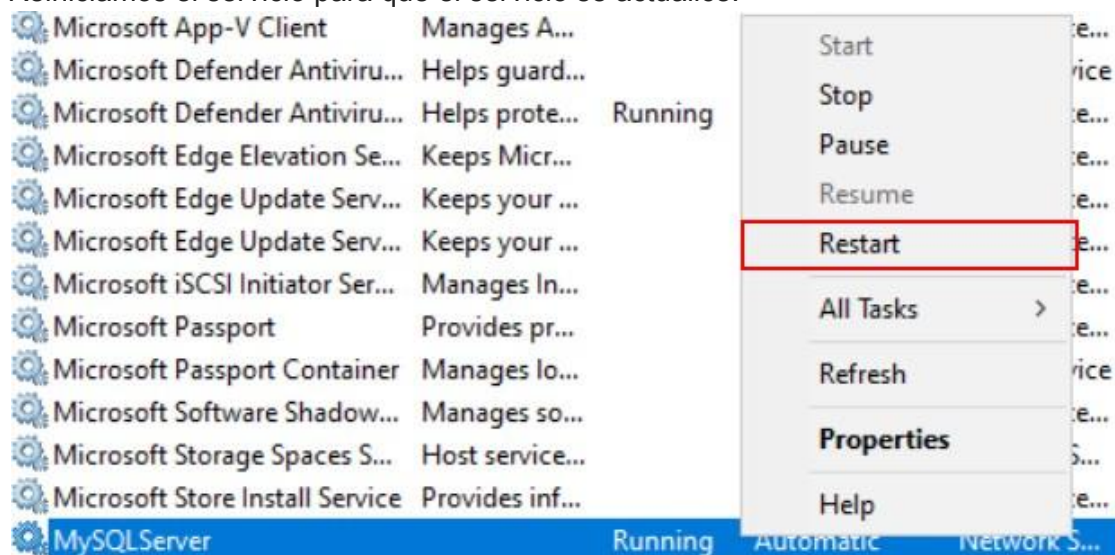 Reiniciamos el servicio para que el servicio se actualice.
Microsoft App-V Client Manages A... Start e...
Microsoft Defender Antiviru... Helps guard... vice
Stop
Microsoft Defender Antiviru... Helps prote... Running e...
Microsoft Edge Elevation Se... Keeps Micr... Pause e...
Microsoft Edge Update Serv... Keeps your ... Resume e...
Microsoft Edge Update Serv... Keeps your ... Restart e...
Microsoft iSCSI Initiator Ser... Manages In... e...
All Tasks >
Microsoft Passport Provides pr... e...
Microsoft Passport Container Manages lo... Refresh vice
Microsoft Software Shadow... Manages so... e...
Properties
Microsoft Storage Spaces S... Host service... S...
Microsoft Store Install Service Provides inf... Help e...
MySQLServer Running Automatic Network S...